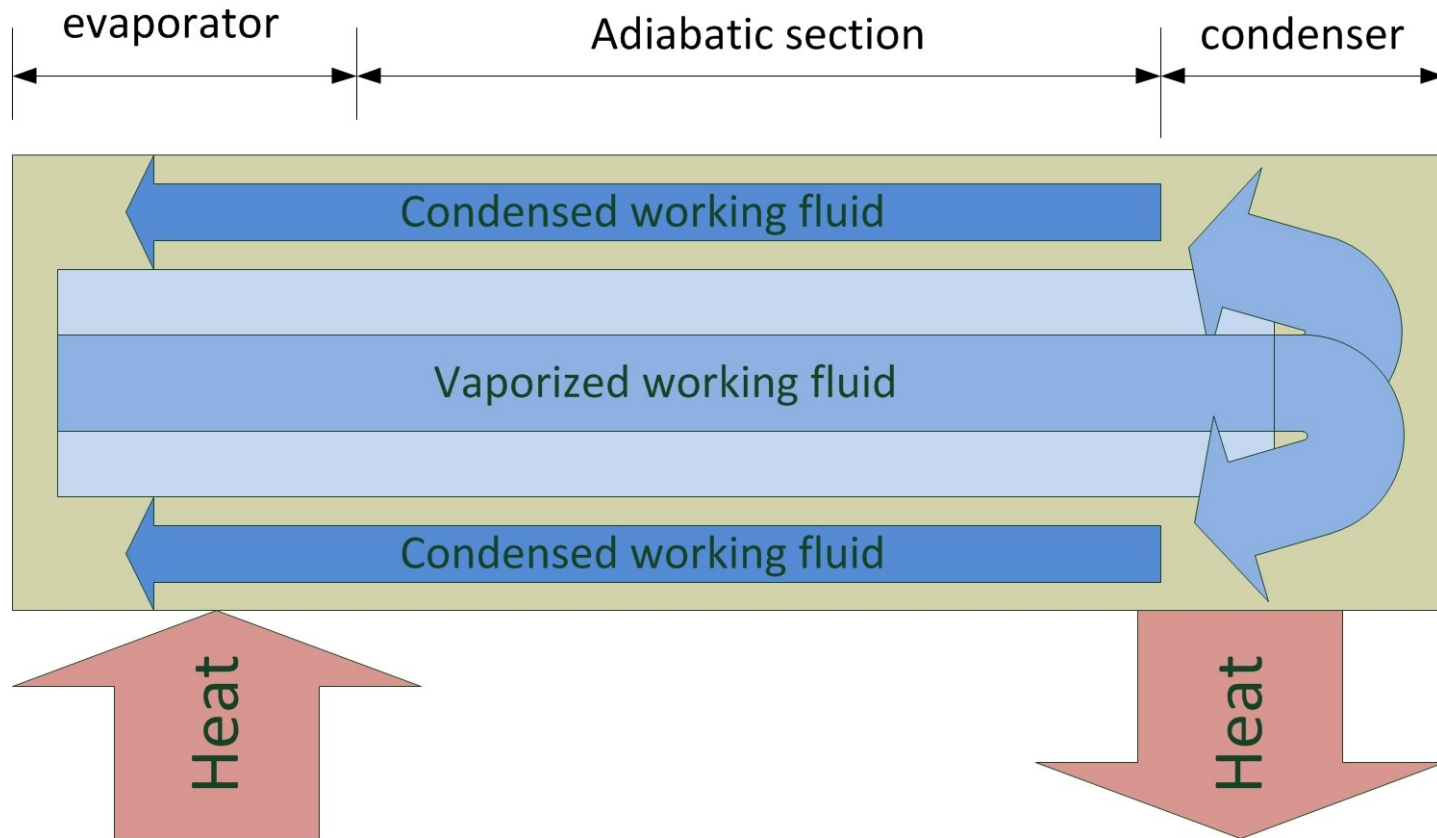 evaporator
Adiabatic section
condenser
Condensed working fluid
Vaporized working fluid
Condensed working fluid
Heat
Heat